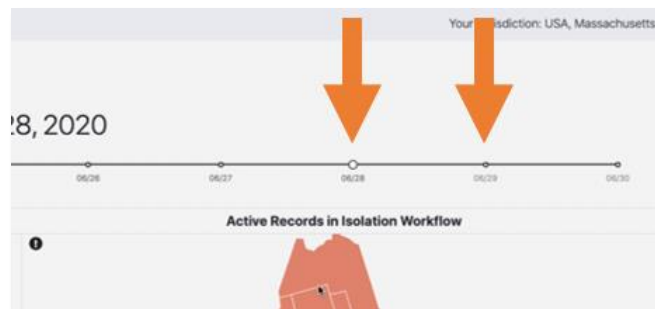 Your isdiction: USA, Massachusetts
28, 2020
06/26 06/27 06/28 06/29 06/30
Active Records in Isolation Workflow